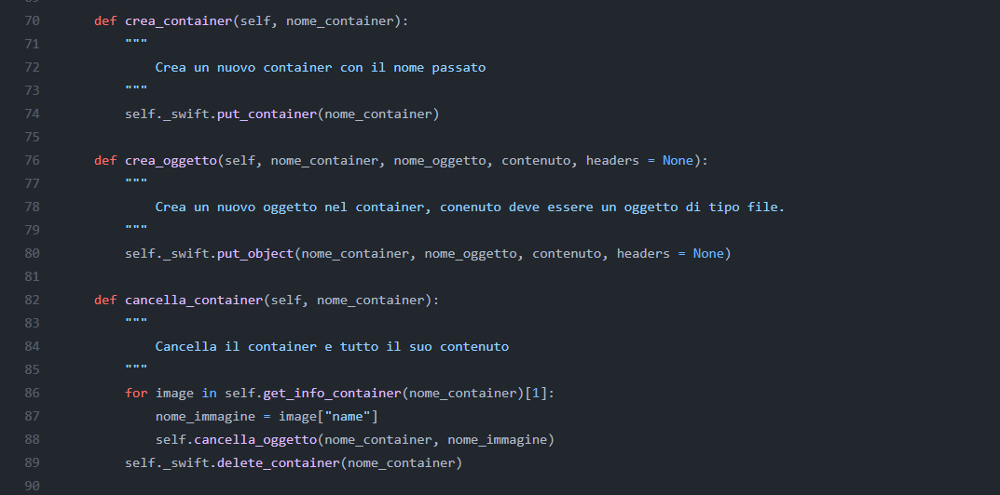 70 def crea_container(self, nome_container):
71 """
72 Crea un nuovo container con il nome passato
73 """
74 self._swift.put_container(nome_container)
75
76 def crea_oggetto(self, nome_container, nome_oggetto, contenuto, headers = None):
77 """
78 Crea un nuovo oggetto nel container, conenuto deve essere un oggetto di tipo file.
79 """
80 self._swift.put_object(nome_container, nome_oggetto, contenuto, headers = None)
81
82 def cancella_container(self, nome_container):
83 """
84 Cancella il container e tutto il suo contenuto
85 """
86 for image in self.get_info_container(nome_container)[1]:
87 nome_immagine = image["name"]
88 self.cancella_oggetto(nome_container, nome_immagine)
89 self._swift.delete_container(nome_container)
90